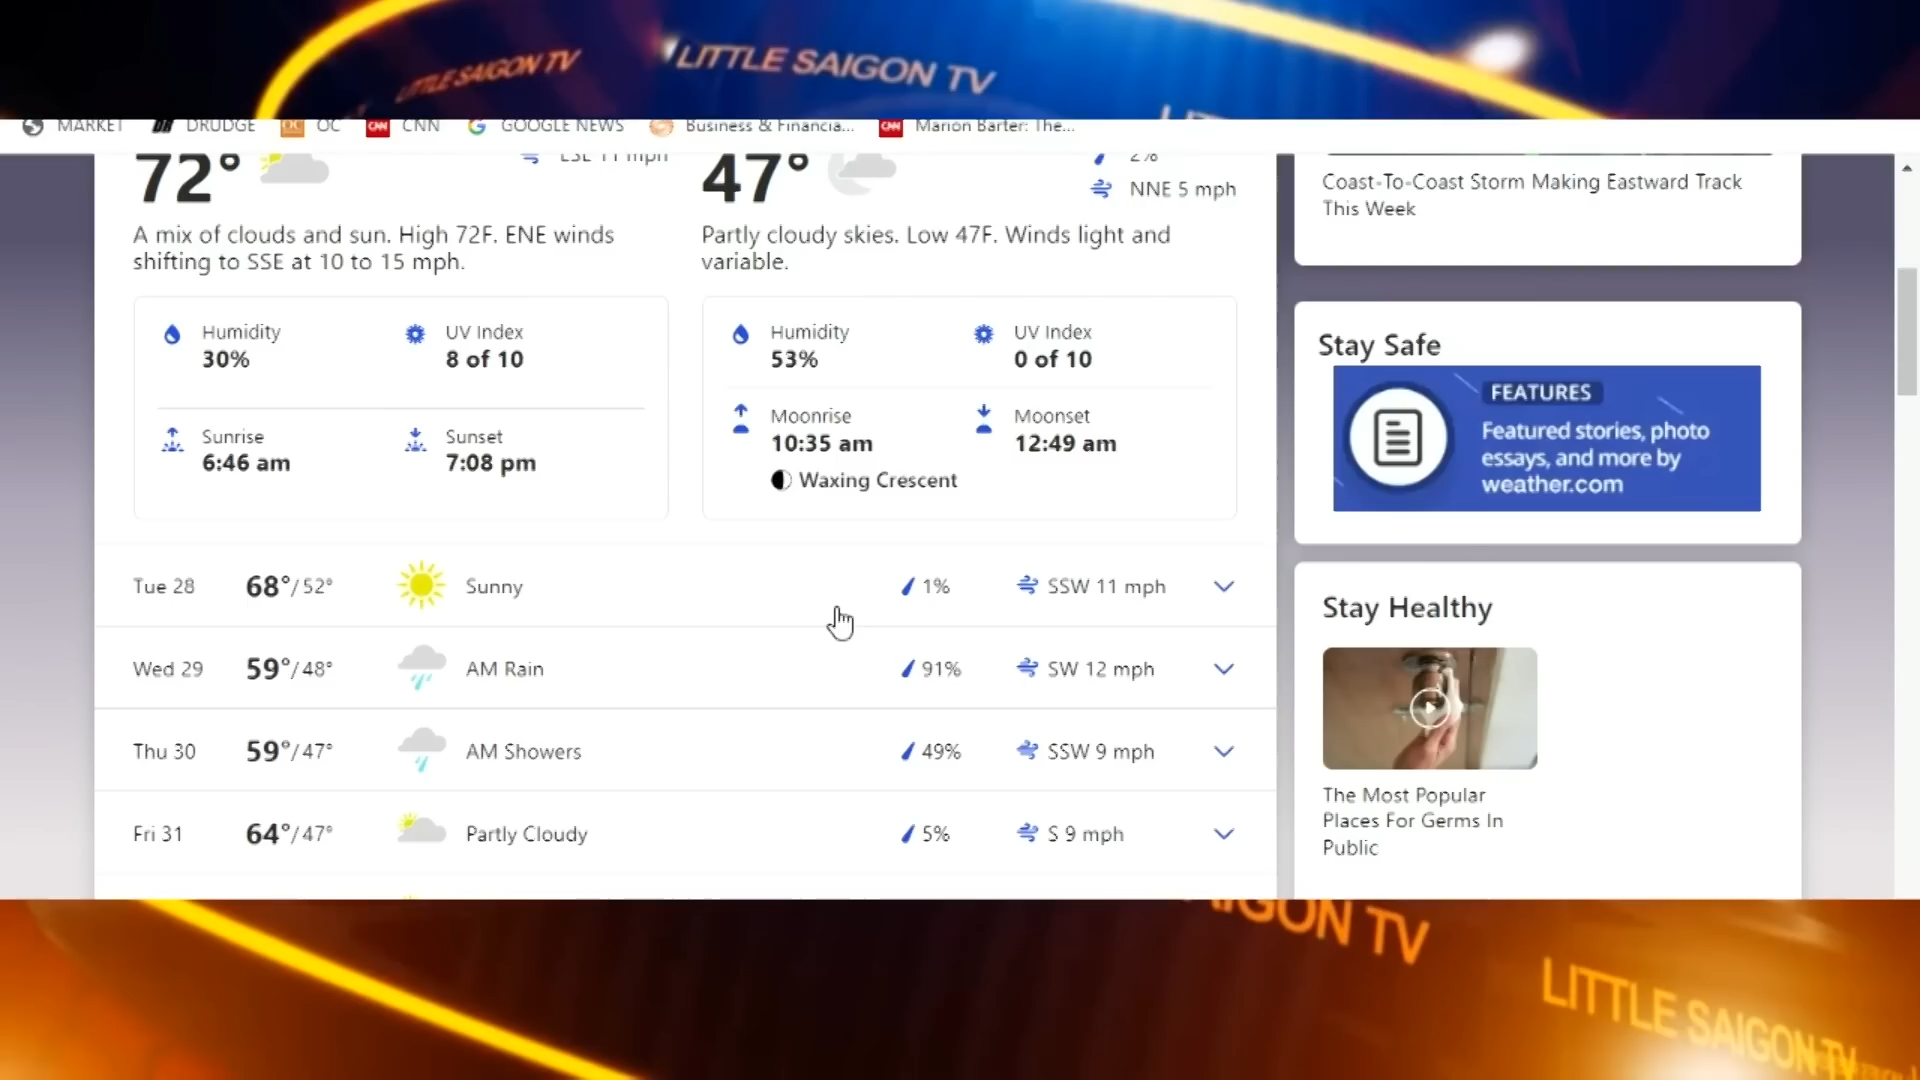 LITTLE SAIGON TV
LITTLE SAIGON TV
MARKET DRUDGE OC OC CNN CNN GOOGLE NEWS Business & Financia... CNN Marion Barter: The...
72°
ESE 11 mph
A mix of clouds and sun. High 72F. ENE winds
shifting to SSE at 10 to 15 mph.
Humidity
30%
UV Index
8 of 10
Sunrise
6:46 am
Sunset
7:08 pm
47°
2%
NNE 5 mph
Partly cloudy skies. Low 47F. Winds light and
variable.
Humidity
53%
UV Index
0 of 10
Moonrise
10:35 am
Moonset
12:49 am
Waxing Crescent
Tue 28 68°/52° Sunny 1% SSW 11 mph
Wed 29 59°/48° AM Rain 91% SW 12 mph
Thu 30 59°/47° AM Showers 49% SSW 9 mph
Fri 31 64°/47° Partly Cloudy 5% S 9 mph
Coast-To-Coast Storm Making Eastward Track
This Week
Stay Safe
FEATURES
Featured stories, photo
essays, and more by
weather.com
Stay Healthy
The Most Popular
Places For Germs In
Public
SAIGON TV
LITTLE SAIGON TV